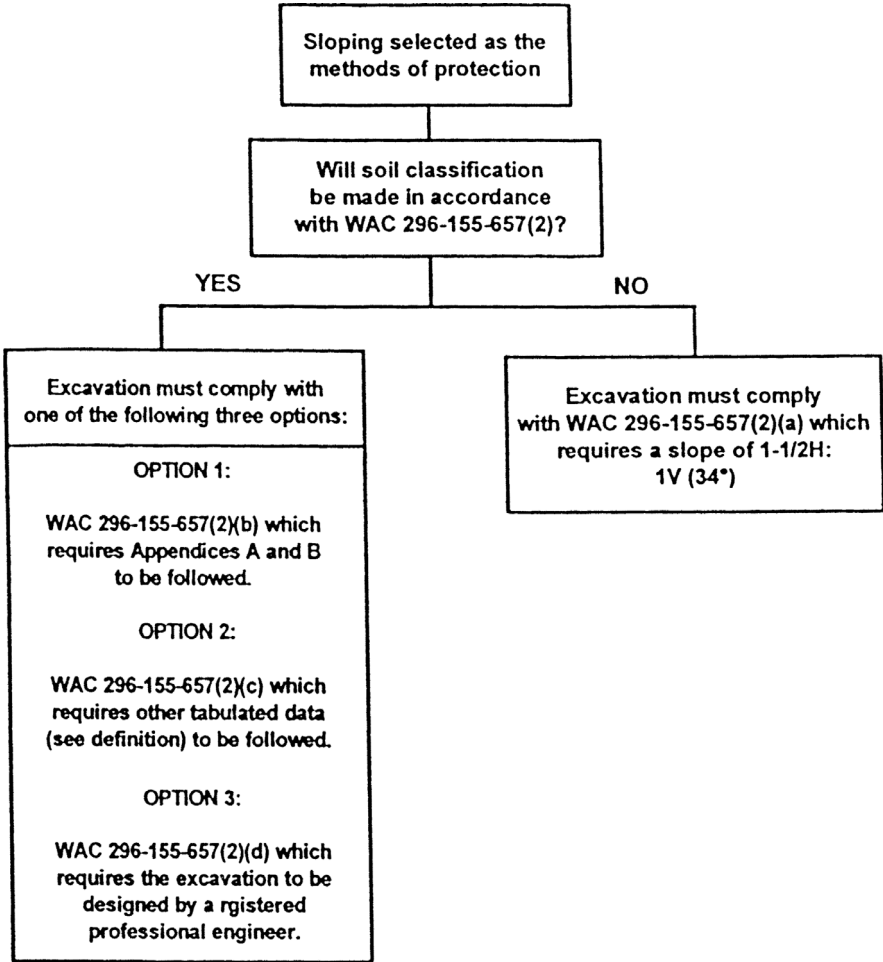 Sloping selected as the
methods of protection
Will soil classification
be made in accordance
with WAC 296-155-657(2)?
YES
NO
Excavation must comply with
one of the following three options:
OPTION 1:
WAC 296-155-657(2)(b) which
requires Appendices A and B
to be followed.
OPTION 2:
WAC 296-155-657(2)(c) which
requires other tabulated data
(see definition) to be followed.
OPTION 3:
WAC 296-155-657(2)(d) which
requires the excavation to be
designed by a rgistered
professional engineer.
Excavation must comply
with WAC 296-155-657(2)(a) which
requires a slope of 1-1/2H:
1V (34°)